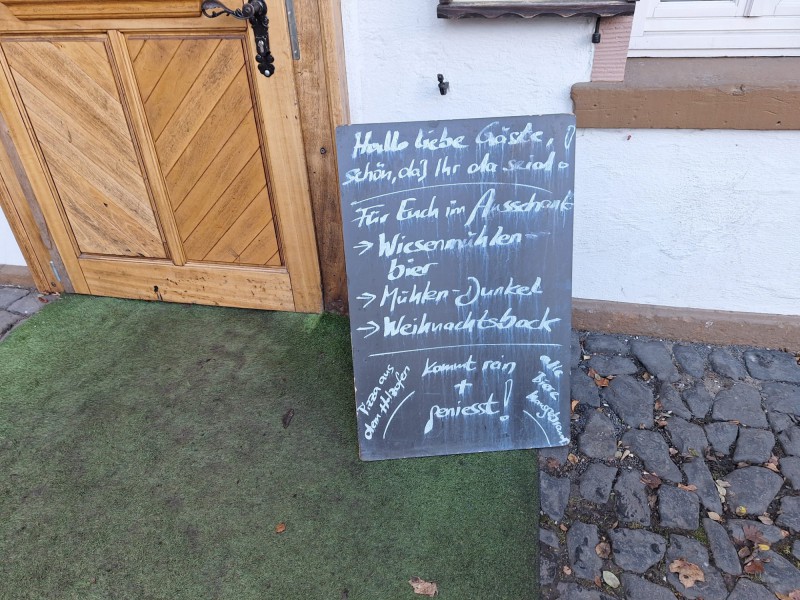 Hallo liebe Gäste,
schön, daß Ihr da seid!
Für Euch im Ausschank
→ Wiesenmühlen-
bier
→ Mühlen-Dunkel
→ Weihnachtsbock
Pizza aus
dem Holzofen
kommt rein
+
genießt!
alle
Biere
hausgebraut